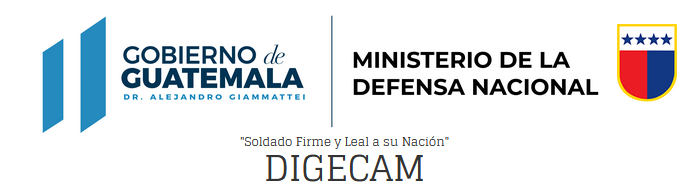 GOBIERNO de
GUATEMALA
DR. ALEJANDRO GIAMMATTEI
MINISTERIO DE LA
DEFENSA NACIONAL
"Soldado Firme y Leal a su Nación"
DIGECAM